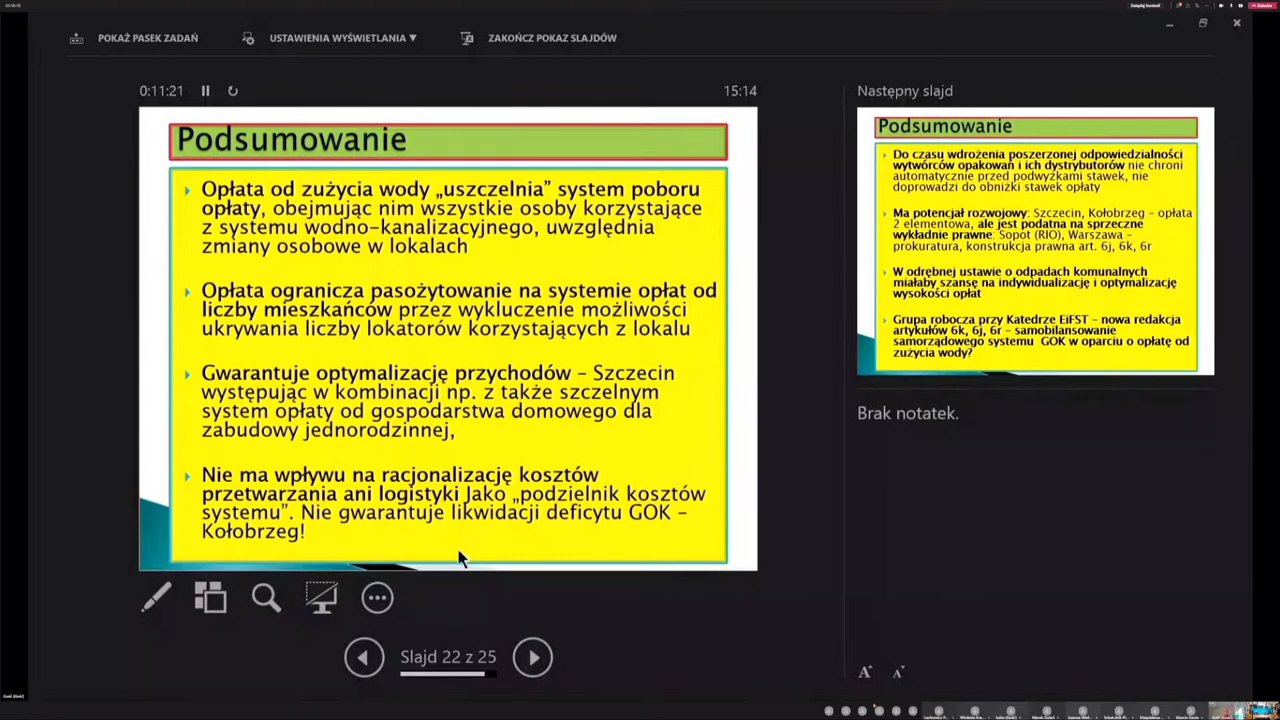 POKAŻ PASEK ZADAŃ
USTAWIENIA WYŚWIETLANIA ▼
ZAKOŃCZ POKAZ SLAJDÓW
0:11:21
15:14
Podsumowanie
Opłata od zużycia wody „uszczelnia” system poboru
opłaty, obejmując nim wszystkie osoby korzystające
z systemu wodno-kanalizacyjnego, uwzględnia
zmiany osobowe w lokalach
Opłata ogranicza pasożytowanie na systemie opłat od
liczby mieszkańców przez wykluczenie możliwości
ukrywania liczby lokatorów korzystających z lokalu
Gwarantuje optymalizację przychodów – Szczecin
występując w kombinacji np. z także szczelnym
system opłaty od gospodarstwa domowego dla
zabudowy jednorodzinnej,
Nie ma wpływu na racjonalizację kosztów
przetwarzania ani logistyki Jako „podzielnik kosztów
systemu”. Nie gwarantuje likwidacji deficytu GOK –
Kołobrzeg!
Slajd 22 z 25
Następny slajd
Podsumowanie
Do czasu wdrożenia poszerzonej odpowiedzialności
wytwórców opakowań i ich dystrybutorów nie chroni
automatycznie przed podwyżkami stawek, nie
doprowadzi do obniżki stawek opłaty
Ma potencjał rozwojowy: Szczecin, Kołobrzeg – opłata
2 elementowa, ale jest podatna na sprzeczne
wykładnie prawne: Sopot (RIO), Warszawa –
prokuratura, konstrukcja prawna art. 6j, 6k, 6r
W odrębnej ustawie o odpadach komunalnych
miałaby szansę na indywidualizację i optymalizację
wysokości opłat
Grupa robocza przy Katedrze EiFST – nowa redakcja
artykułów 6k, 6j, 6r – samobilansowanie
samorządowego systemu GOK w oparciu o opłatę od
zużycia wody?
Brak notatek.
A A